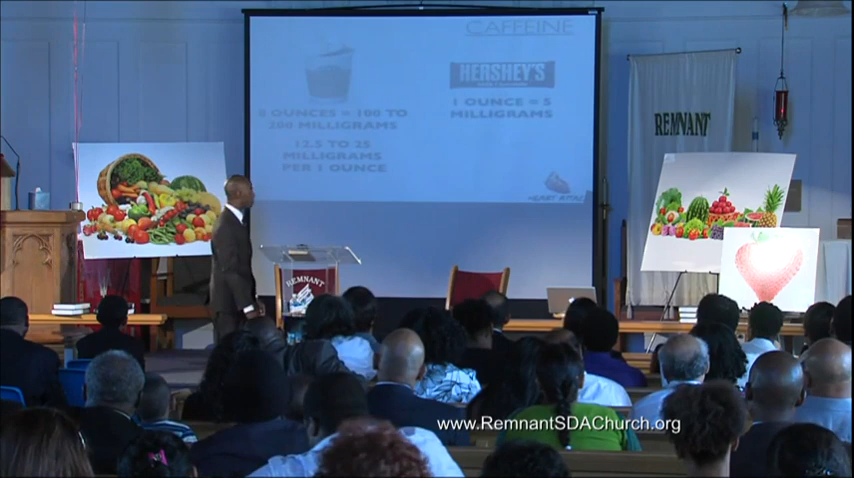 CAFFEINE
HERSHEY'S
8 OUNCES = 100 TO
200 MILLIGRAMS
12.5 TO 25
MILLIGRAMS
PER 1 OUNCE
1 OUNCE = 5
MILLIGRAMS
REMNANT
REMNANT
www.RemnantSDAChurch.org